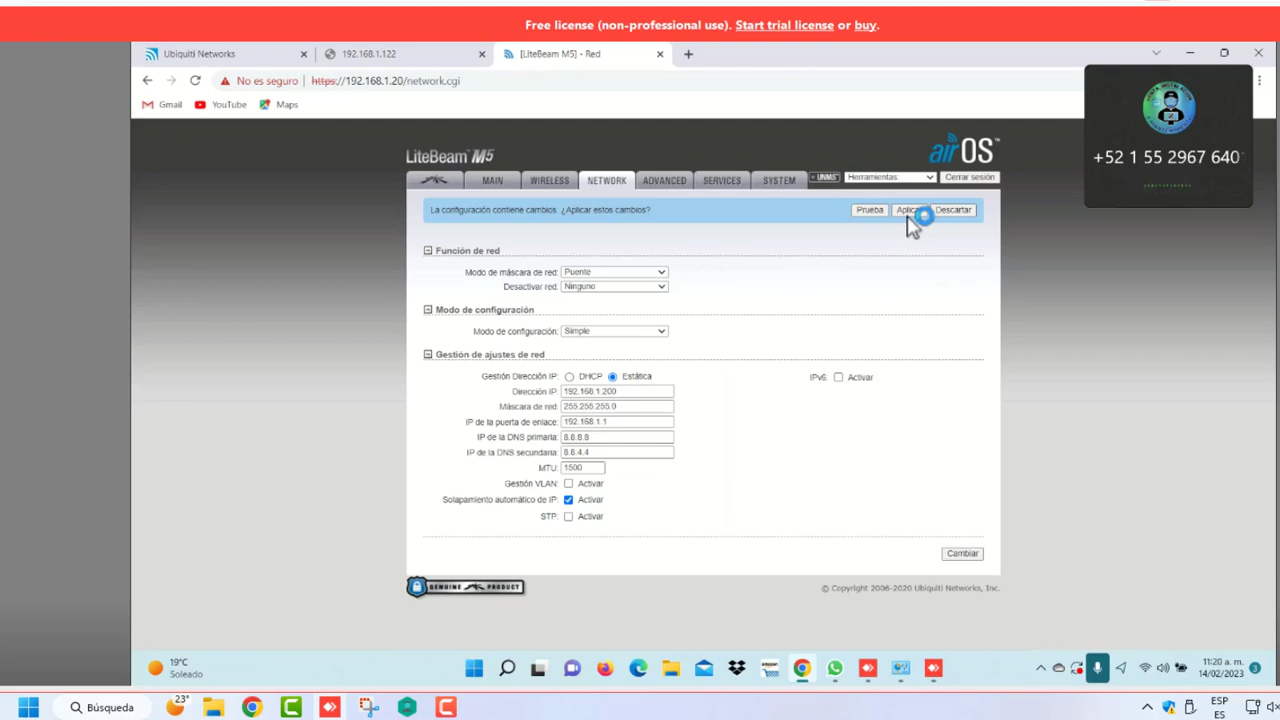 Free license (non-professional use). Start trial license or buy.
Ubiquiti Networks
192.168.1.122
[LiteBeam M5] - Red
No es seguro
https://192.168.1.20/network.cgi
Gmail
YouTube
Maps
+52 1 55 2967 640
LiteBeam M5
airOS™
MAIN
WIRELESS
NETWORK
ADVANCED
SERVICES
SYSTEM
UNMS
Herramientas:
Cerrar sesión
La configuración contiene cambios. ¿Aplicar estos cambios?
Prueba
Descartar
Función de red
Modo de máscara de red: Puente
Desactivar red: Ninguno
Modo de configuración
Modo de configuración: Simple
Gestión de ajustes de red
Gestión Dirección IP: DHCP Estática
IPv6: Activar
Dirección IP: 192.168.1.200
Máscara de red: 255.255.255.0
IP de la puerta de enlace: 192.168.1.1
IP de la DNS primaria: 8.8.8.8
IP de la DNS secundaria: 8.8.4.4
MTU: 1500
Gestión VLAN: Activar
Solapamiento automático de IP: Activar
STP: Activar
Cambiar
GENUINE PRODUCT
© Copyright 2006-2020 Ubiquiti Networks, Inc.
19°C
Soleado
11:20 a. m.
14/02/2023
3
Búsqueda
23°
ESP
ES